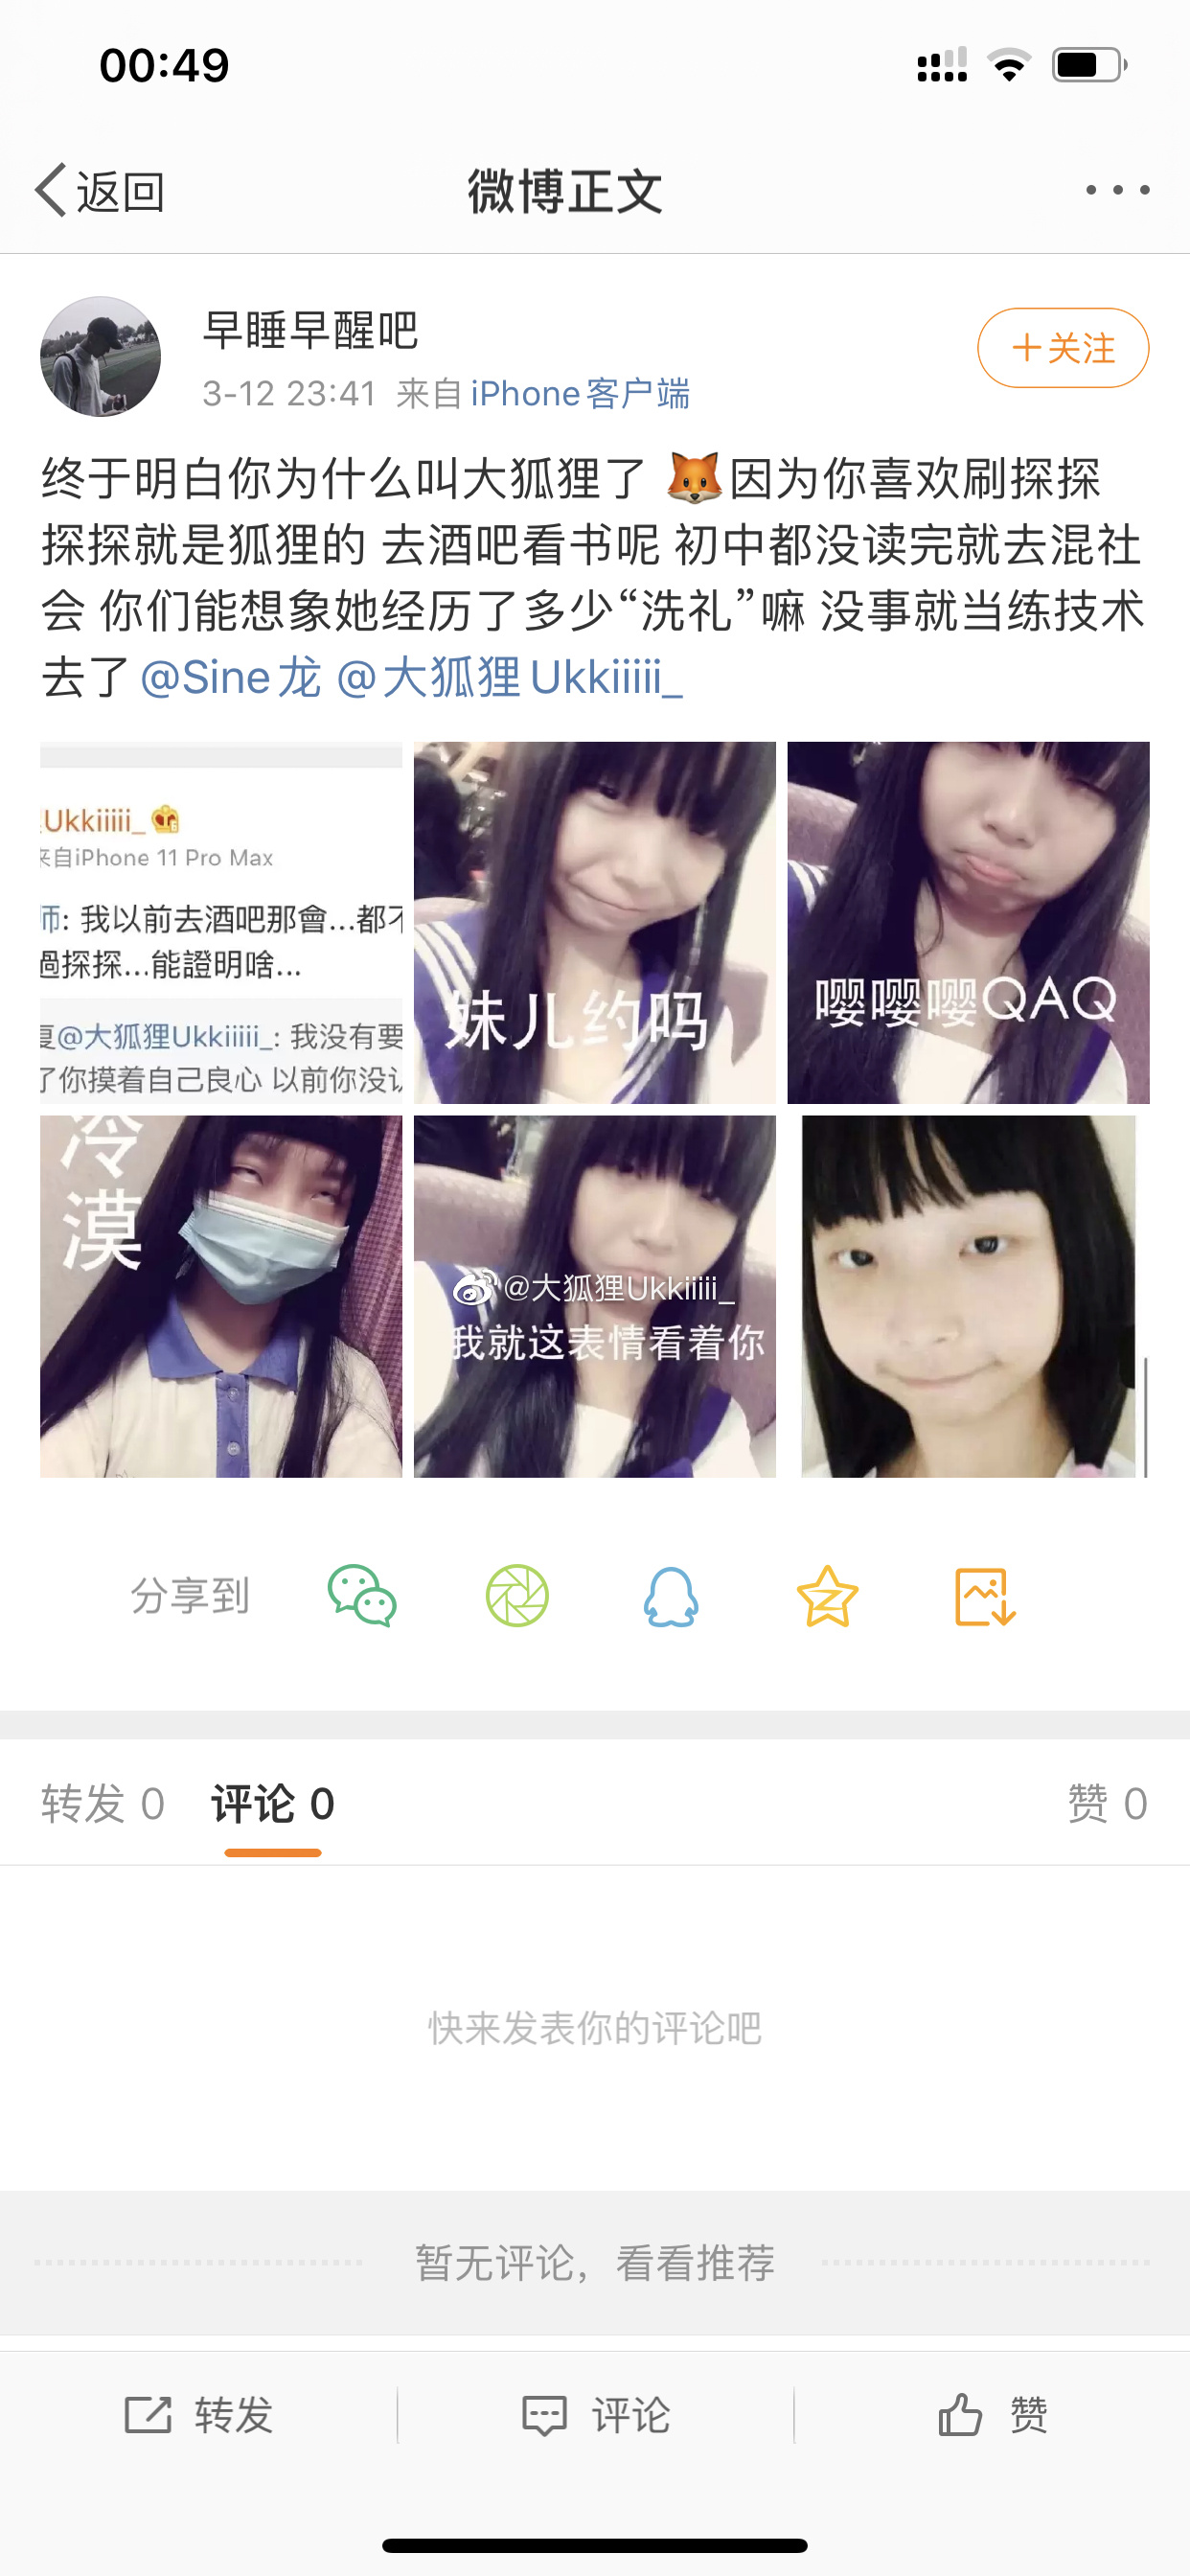 00:49
返回
微博正文
早睡早醒吧
+关注
3-12 23:41 来自 iPhone客户端
终于明白你为什么叫大狐狸了 🦊因为你喜欢刷探探
探探就是狐狸的 去酒吧看书呢 初中都没读完就去混社
会 你们能想象她经历了多少“洗礼”嘛 没事就当练技术
去了 @Sine龙 @大狐狸Ukkiiiii_
Ukkiiiii_
来自iPhone 11 Pro Max
师: 我以前去酒吧那會...都不
過探探...能證明啥...
复@大狐狸Ukkiiiii_: 我没有要
了你摸着自己良心 以前你没
妹儿约吗
嘤嘤嘤QAQ
冷
漠
@大狐狸Ukkiiiii_
我就这表情看着你
分享到
转发 0
评论 0
赞 0
快来发表你的评论吧
暂无评论，看看推荐
转发
评论
赞